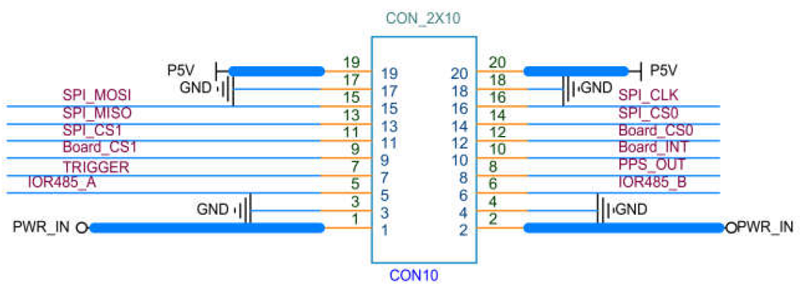 CON_2X10
P5V 19 19 20 20 P5V
GND 17 17 18 18 GND
SPI_MOSI 15 15 16 16 SPI_CLK
SPI_MISO 13 13 14 14 SPI_CS0
SPI_CS1 11 11 12 12 Board_CS0
Board_CS1 9 9 10 10 Board_INT
TRIGGER 7 7 8 8 PPS_OUT
IOR485_A 5 5 6 6 IOR485_B
GND 3 3 4 4 GND
PWR_IN 1 1 2 2 PWR_IN
CON10